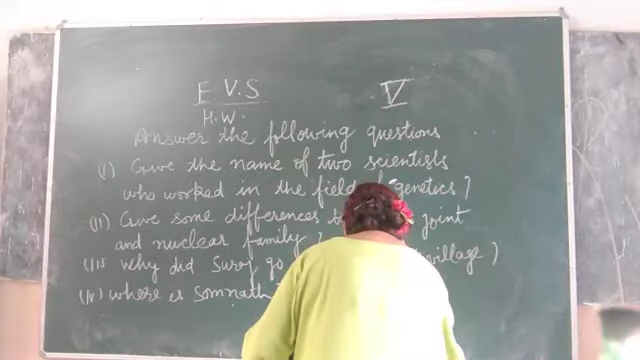 E.V.S V
H.W.
Answer the following questions
(I) Give the name of two scientists
who worked in the field of genetics ?
(II) Give some differences joint
and nuclear family ?
(III) Why did Suraj go village ?
(IV) where is somnath